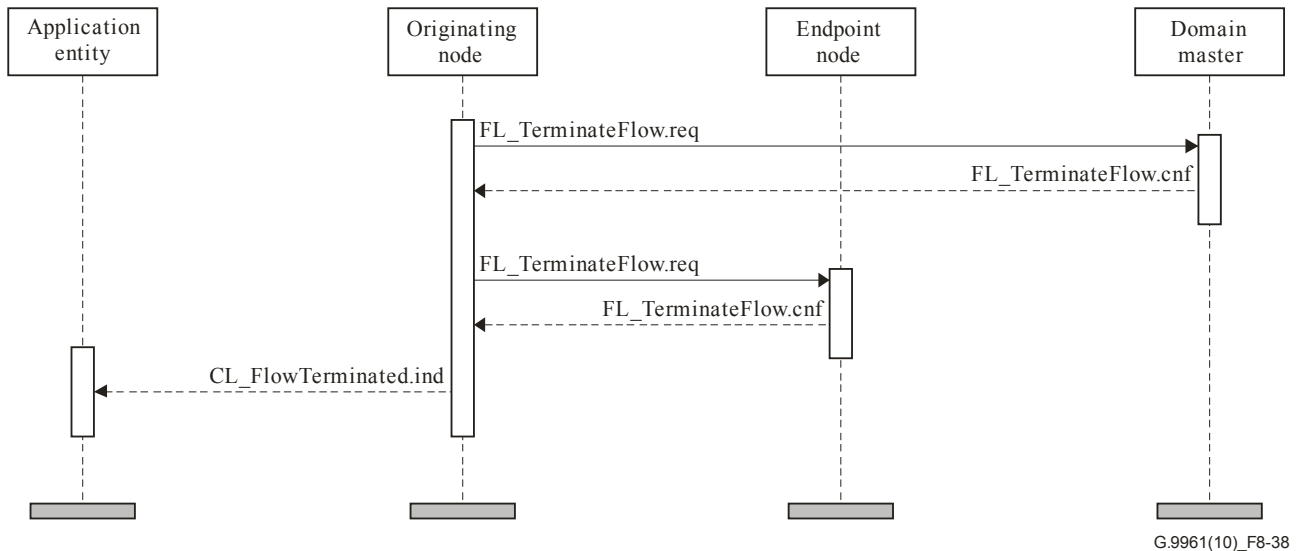 Application
entity
Originating
node
Endpoint
node
Domain
master
FL_TerminateFlow.req
FL_TerminateFlow.cnf
FL_TerminateFlow.req
FL_TerminateFlow.cnf
CL_FlowTerminated.ind
G.9961(10)_F8-38